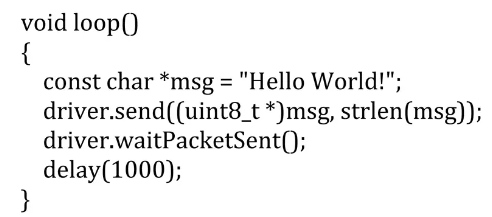 void loop()
{
const char *msg = "Hello World!";
driver.send((uint8_t *)msg, strlen(msg));
driver.waitPacketSent();
delay(1000);
}